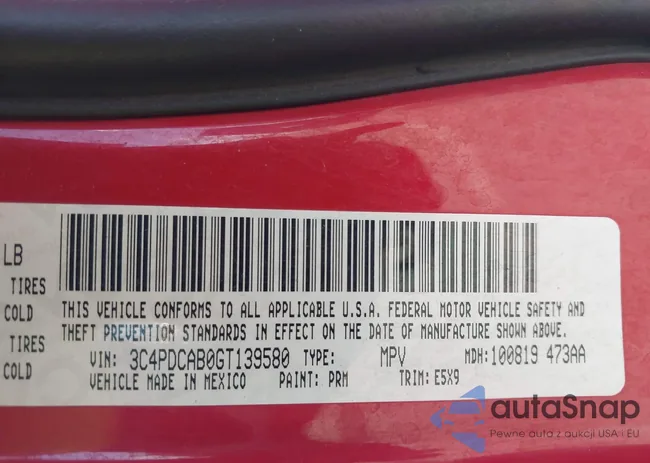 LB
TIRES
COLD
THIS VEHICLE CONFORMS TO ALL APPLICABLE U.S.A. FEDERAL MOTOR VEHICLE SAFETY AND
TIRES
THEFT PREVENTION STANDARDS IN EFFECT ON THE DATE OF MANUFACTURE SHOWN ABOVE.
COLD
VIN: 3C4PDCAB0GT139580 TYPE: MPV MDH: 100819 473AA
VEHICLE MADE IN MEXICO PAINT: PRM TRIM: E5X9
autaSnap
Pewne auta z aukcji USA i EU